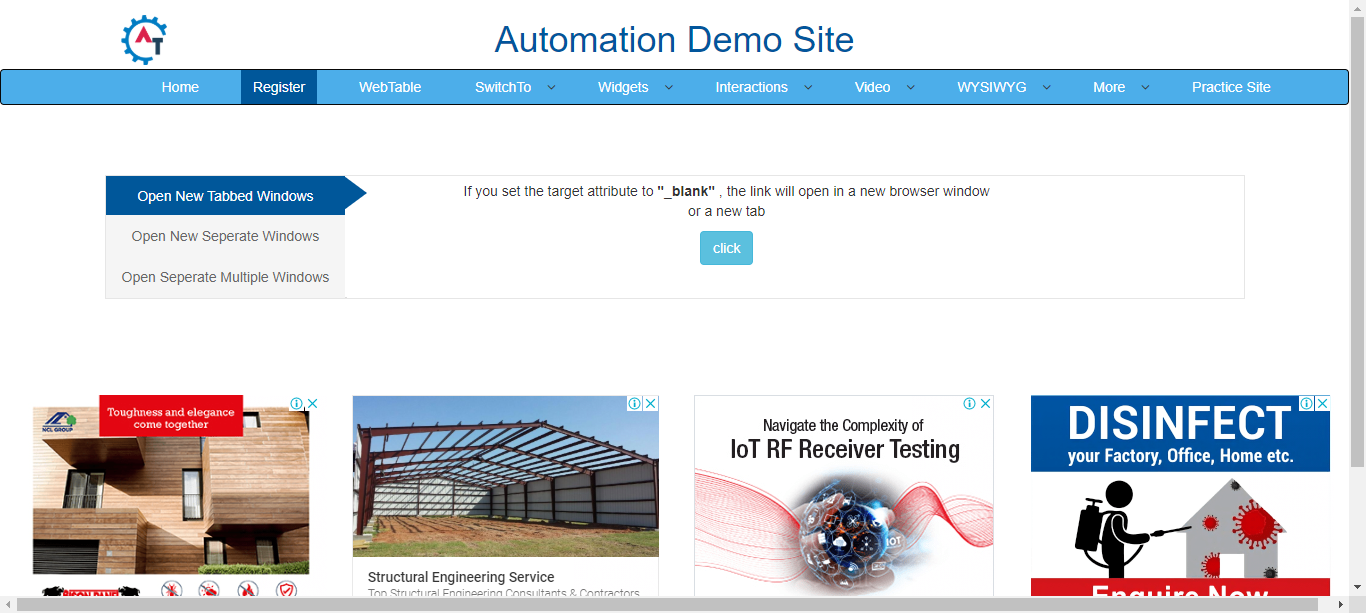 AT
Automation Demo Site
Home Register WebTable SwitchTo Widgets Interactions Video WYSIWYG More Practice Site
Open New Tabbed Windows
Open New Seperate Windows
Open Seperate Multiple Windows
If you set the target attribute to "_blank" , the link will open in a new browser window
or a new tab
click
Toughness and elegance
come together
NCL GROUP
Structural Engineering Service
Top Structural Engineering Consultants & Contractors
Navigate the Complexity of
IoT RF Receiver Testing
IOT
DISINFECT
your Factory, Office, Home etc.
Enquire Now